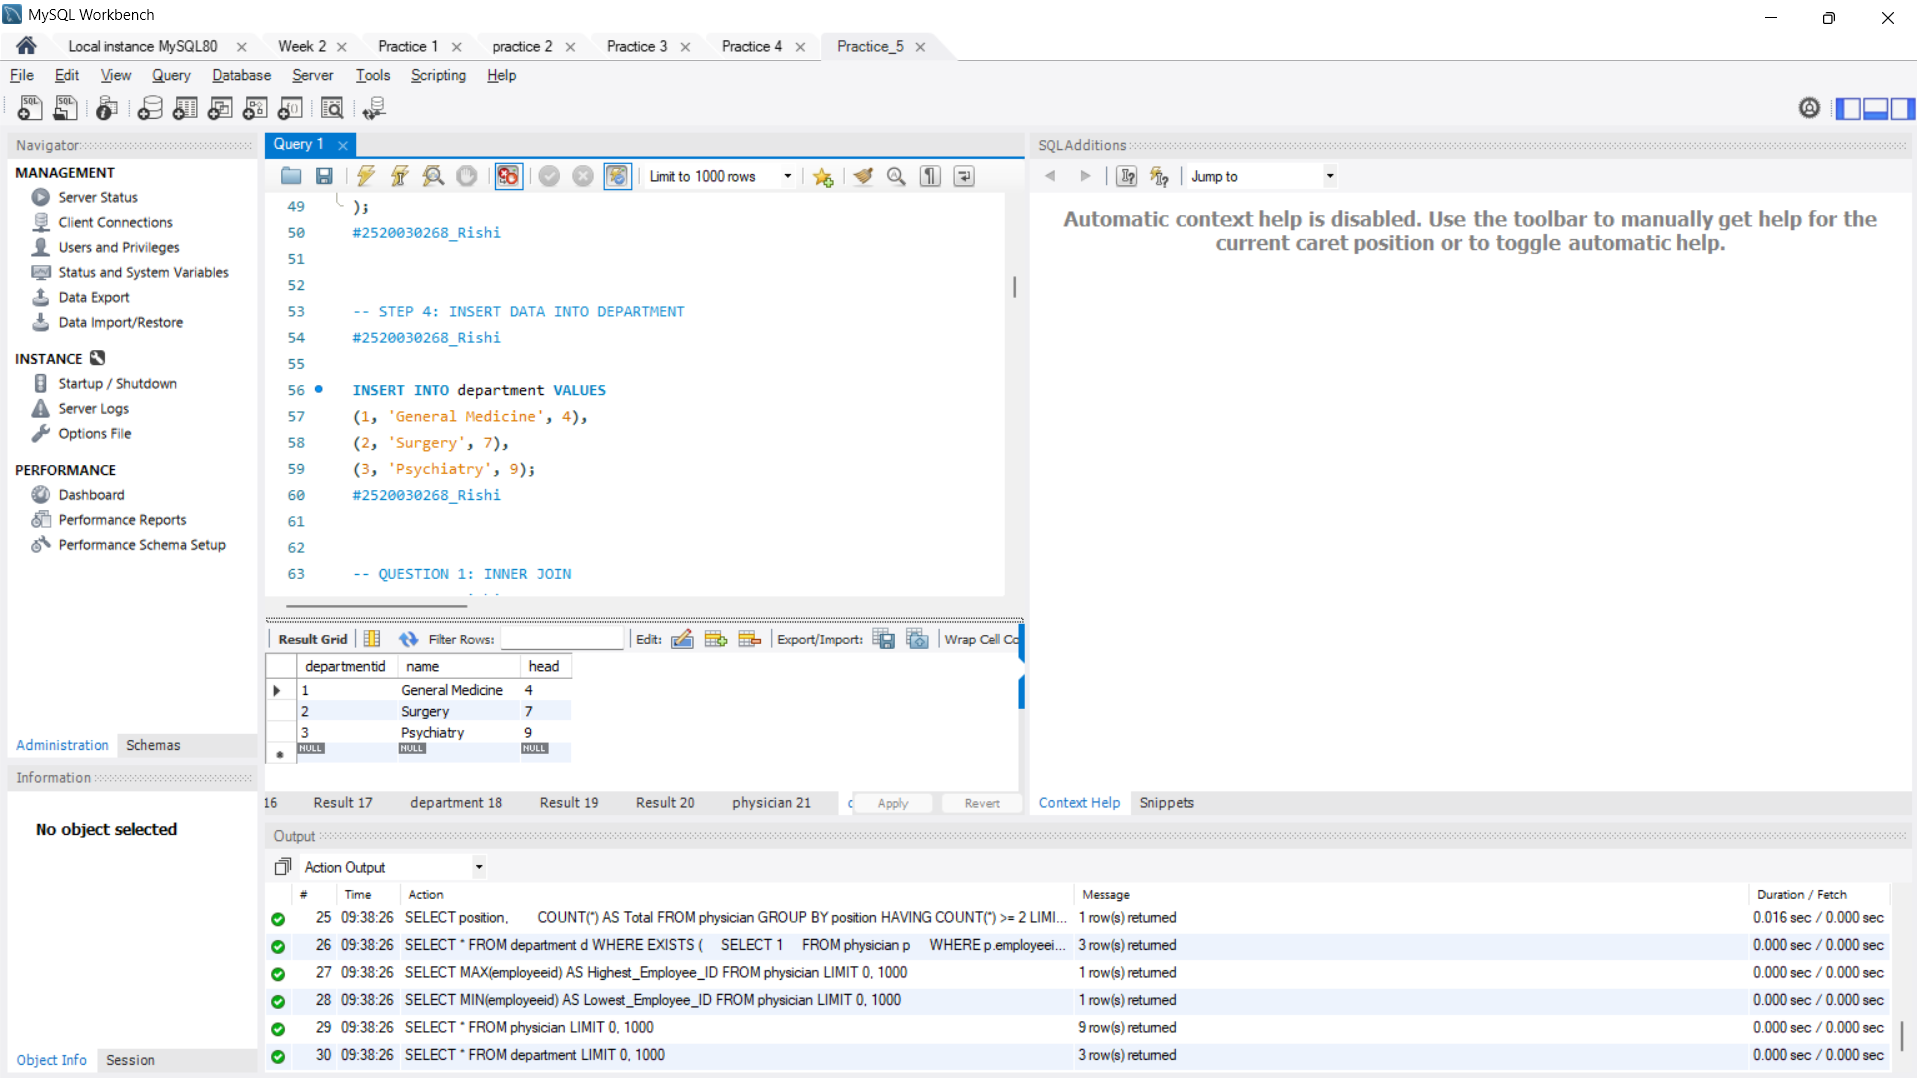 MySQL Workbench
Local instance MySQL80
Week 2
Practice 1
practice 2
Practice 3
Practice 4
Practice_5
File Edit View Query Database Server Tools Scripting Help
Navigator
MANAGEMENT
Server Status
Client Connections
Users and Privileges
Status and System Variables
Data Export
Data Import/Restore
INSTANCE
Startup / Shutdown
Server Logs
Options File
PERFORMANCE
Dashboard
Performance Reports
Performance Schema Setup
Administration Schemas
Information
No object selected
Object Info Session
Query 1
Limit to 1000 rows
49 );
50 #2520030268_Rishi
51
52
53 -- STEP 4: INSERT DATA INTO DEPARTMENT
54 #2520030268_Rishi
55
56 INSERT INTO department VALUES
57 (1, 'General Medicine', 4),
58 (2, 'Surgery', 7),
59 (3, 'Psychiatry', 9);
60 #2520030268_Rishi
61
62
63 -- QUESTION 1: INNER JOIN
Result Grid Filter Rows: Edit: Export/Import: Wrap Cell Co
departmentid name head
1 General Medicine 4
2 Surgery 7
3 Psychiatry 9
NULL NULL NULL
16 Result 17 department 18 Result 19 Result 20 physician 21 Apply Revert
SQLAdditions
Jump to
Automatic context help is disabled. Use the toolbar to manually get help for the
current caret position or to toggle automatic help.
Context Help Snippets
Output
Action Output
# Time Action Message Duration / Fetch
25 09:38:26 SELECT position, COUNT(*) AS Total FROM physician GROUP BY position HAVING COUNT(*) >= 2 LIMI... 1 row(s) returned 0.016 sec / 0.000 sec
26 09:38:26 SELECT * FROM department d WHERE EXISTS ( SELECT 1 FROM physician p WHERE p.employeei... 3 row(s) returned 0.000 sec / 0.000 sec
27 09:38:26 SELECT MAX(employeeid) AS Highest_Employee_ID FROM physician LIMIT 0, 1000 1 row(s) returned 0.000 sec / 0.000 sec
28 09:38:26 SELECT MIN(employeeid) AS Lowest_Employee_ID FROM physician LIMIT 0, 1000 1 row(s) returned 0.000 sec / 0.000 sec
29 09:38:26 SELECT * FROM physician LIMIT 0, 1000 9 row(s) returned 0.000 sec / 0.000 sec
30 09:38:26 SELECT * FROM department LIMIT 0, 1000 3 row(s) returned 0.000 sec / 0.000 sec